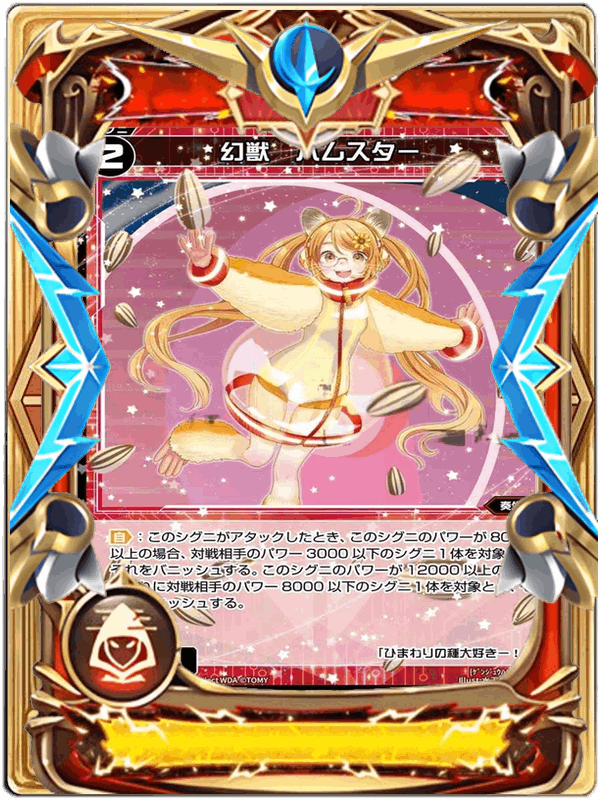 2
幻獣 ハムスター
奏
自:このシグニがアタックしたとき、このシグニのパワーが80
以上の場合、対戦相手のパワー3000以下のシグニ1体を対象
それをバニッシュする。このシグニのパワーが12000以上の
に対戦相手のパワー8000以下のシグニ1体を対象と
ッシュする。
「ひまわりの種大好きー!
ect WDA ©TOMY
Illust